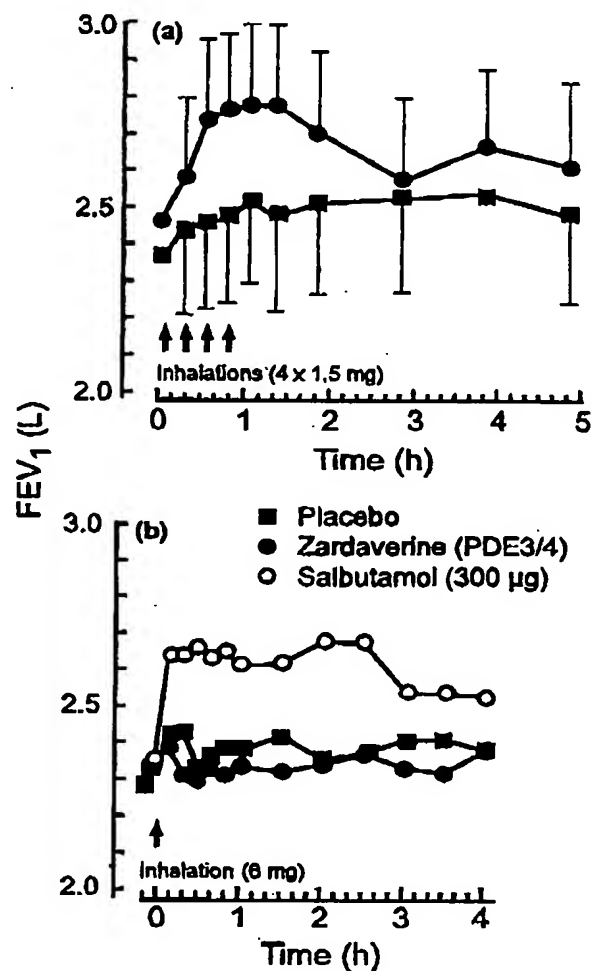 3.0
(a)
2.5
2.0
Inhalations (4 x 1,5 mg)
0 1 2 3 4 5
Time (h)
FEV1 (L)
3.0
(b)
■ Placebo
● Zardaverine (PDE3/4)
○ Salbutamol (300 µg)
2.5
2.0
Inhalation (6 mg)
0 1 2 3 4
Time (h)